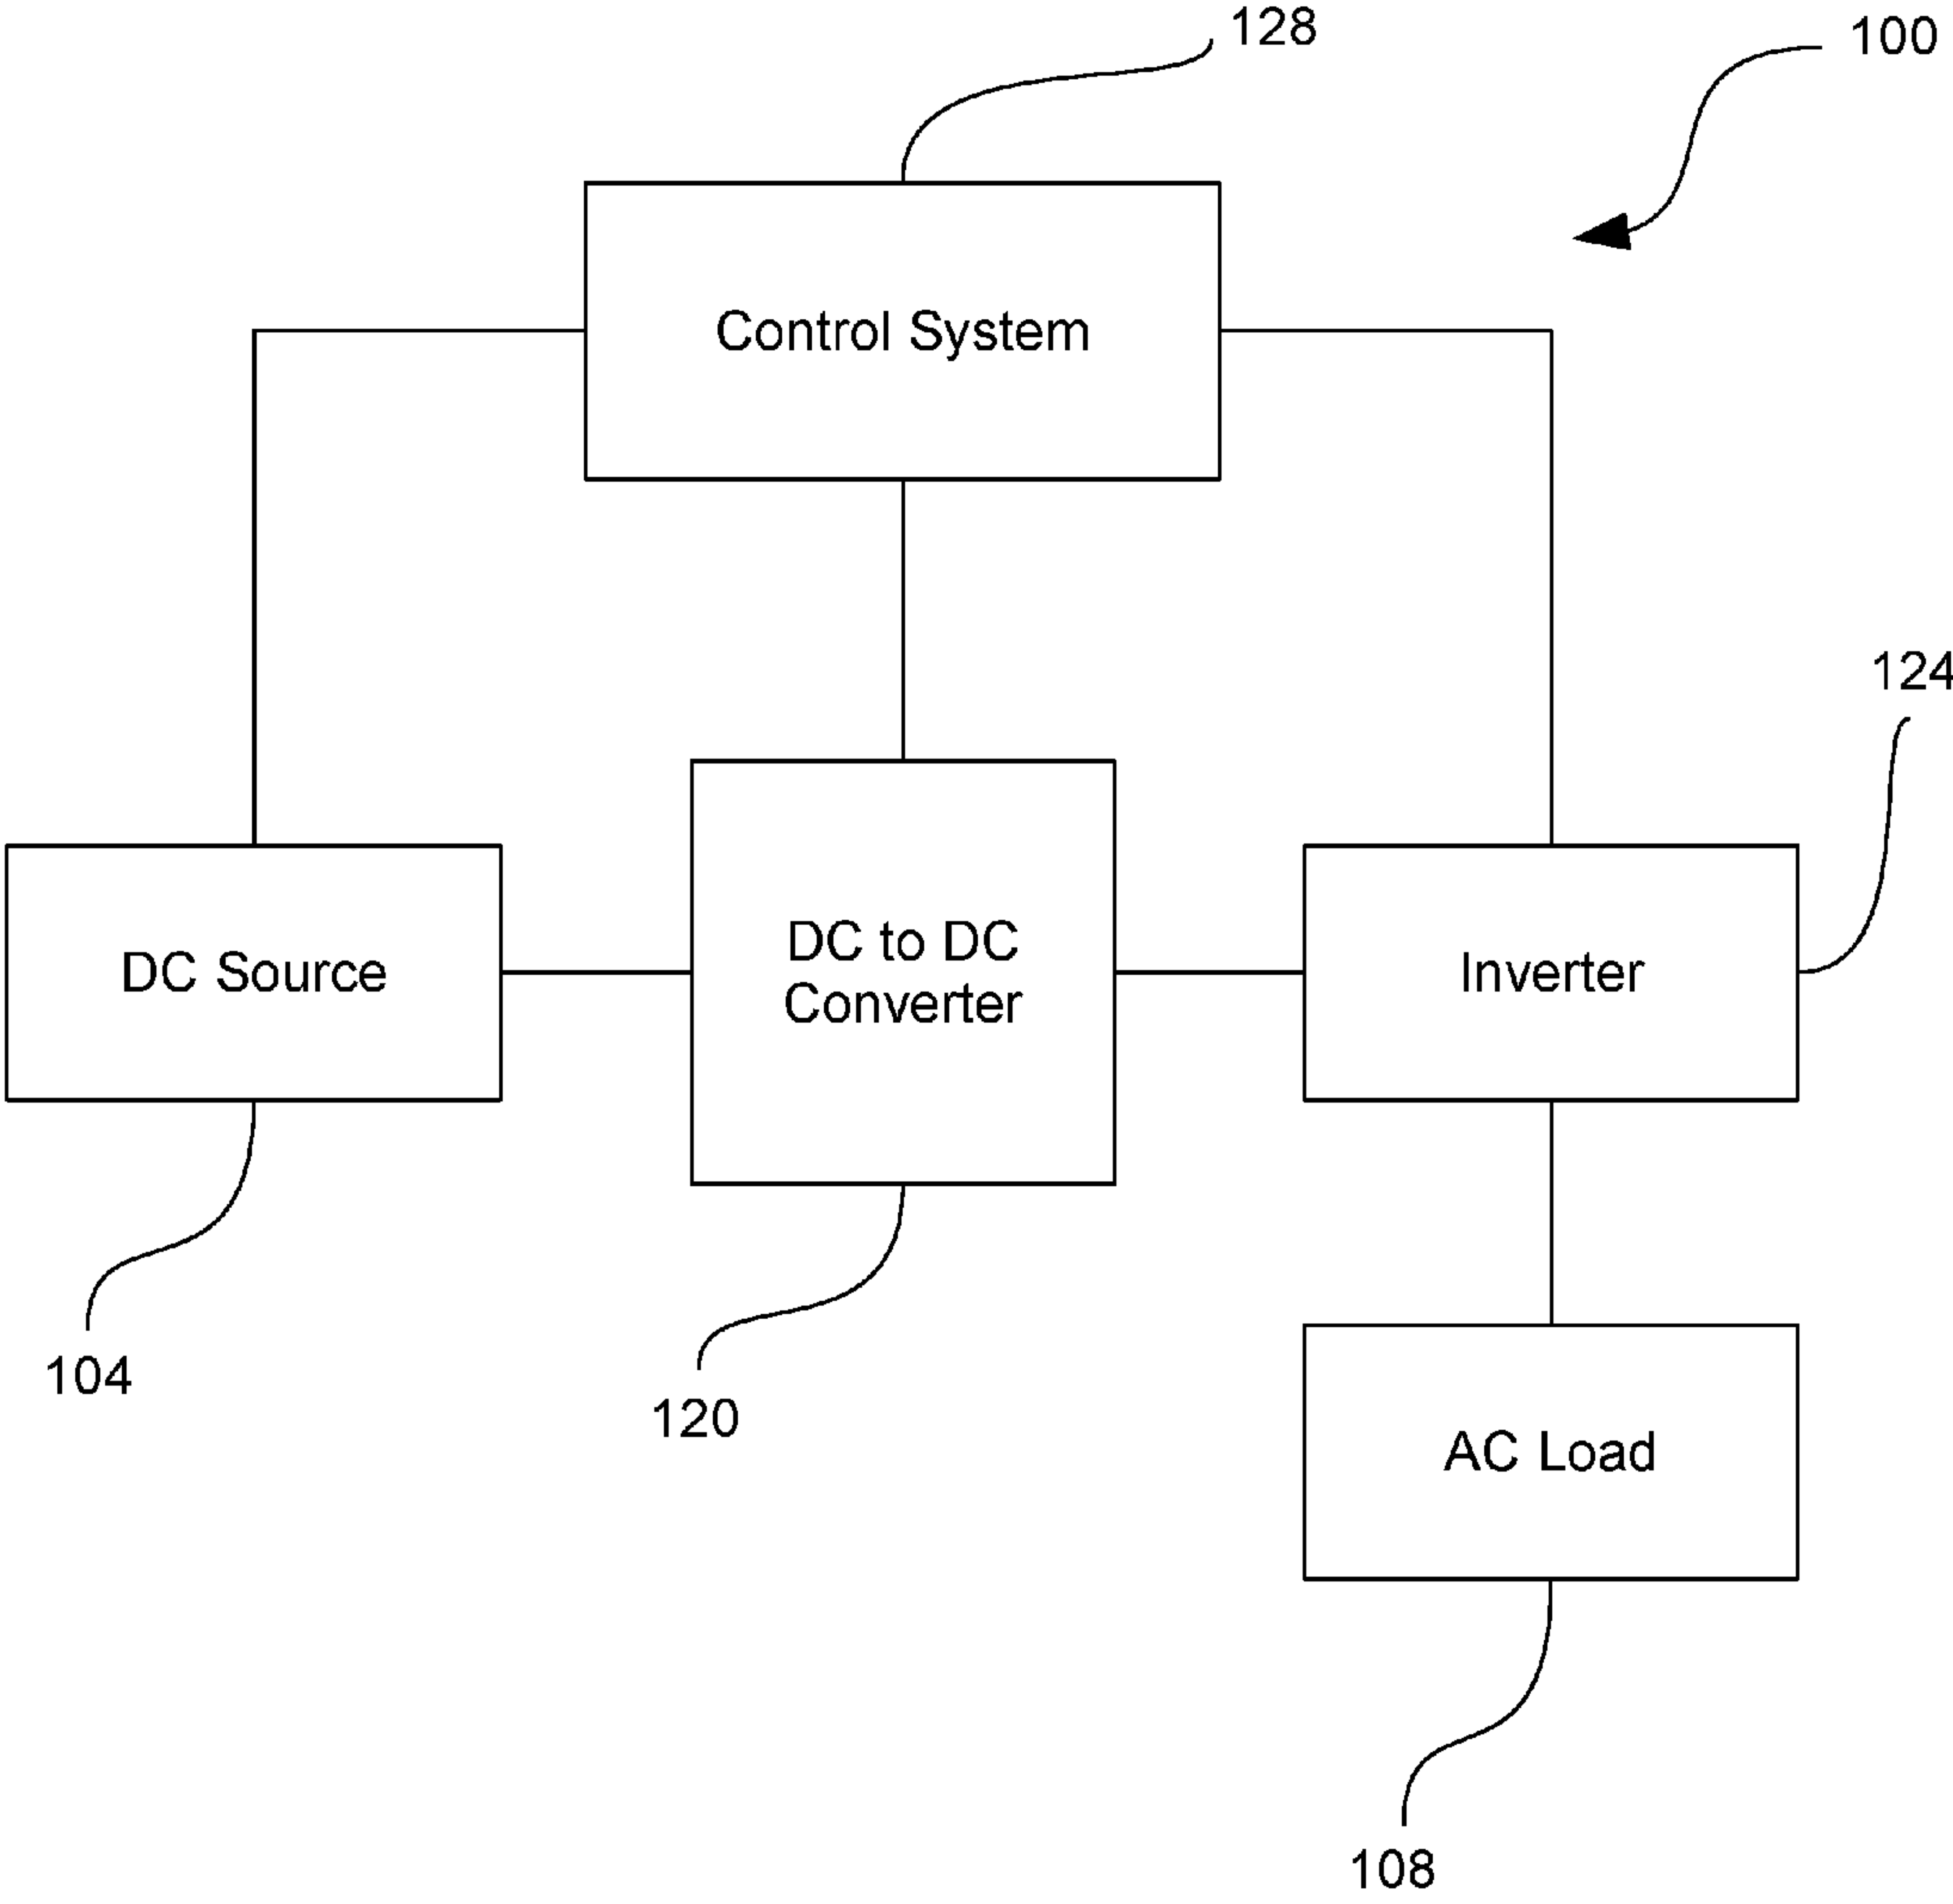 128
100
Control System
124
DC Source
DC to DC
Converter
Inverter
104
120
AC Load
108